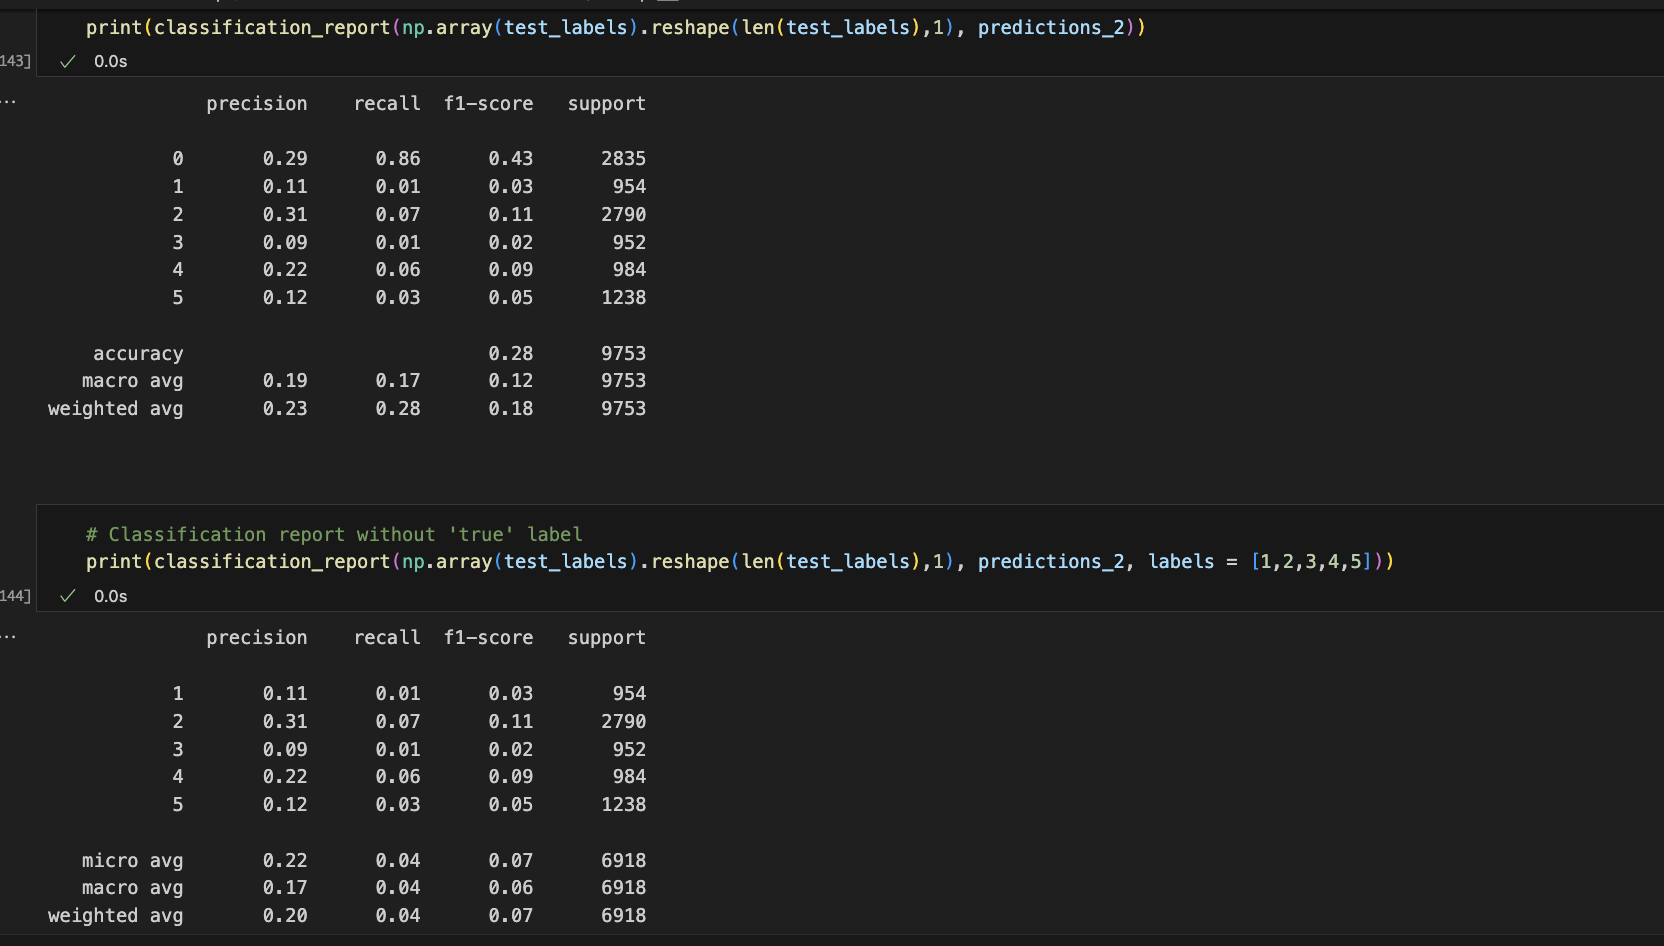 print(classification_report(np.array(test_labels).reshape(len(test_labels),1), predictions_2))
143] ✓ 0.0s
...
precision recall f1-score support
0 0.29 0.86 0.43 2835
1 0.11 0.01 0.03 954
2 0.31 0.07 0.11 2790
3 0.09 0.01 0.02 952
4 0.22 0.06 0.09 984
5 0.12 0.03 0.05 1238
accuracy 0.28 9753
macro avg 0.19 0.17 0.12 9753
weighted avg 0.23 0.28 0.18 9753
# Classification report without 'true' label
print(classification_report(np.array(test_labels).reshape(len(test_labels),1), predictions_2, labels = [1,2,3,4,5]))
144] ✓ 0.0s
...
precision recall f1-score support
1 0.11 0.01 0.03 954
2 0.31 0.07 0.11 2790
3 0.09 0.01 0.02 952
4 0.22 0.06 0.09 984
5 0.12 0.03 0.05 1238
micro avg 0.22 0.04 0.07 6918
macro avg 0.17 0.04 0.06 6918
weighted avg 0.20 0.04 0.07 6918